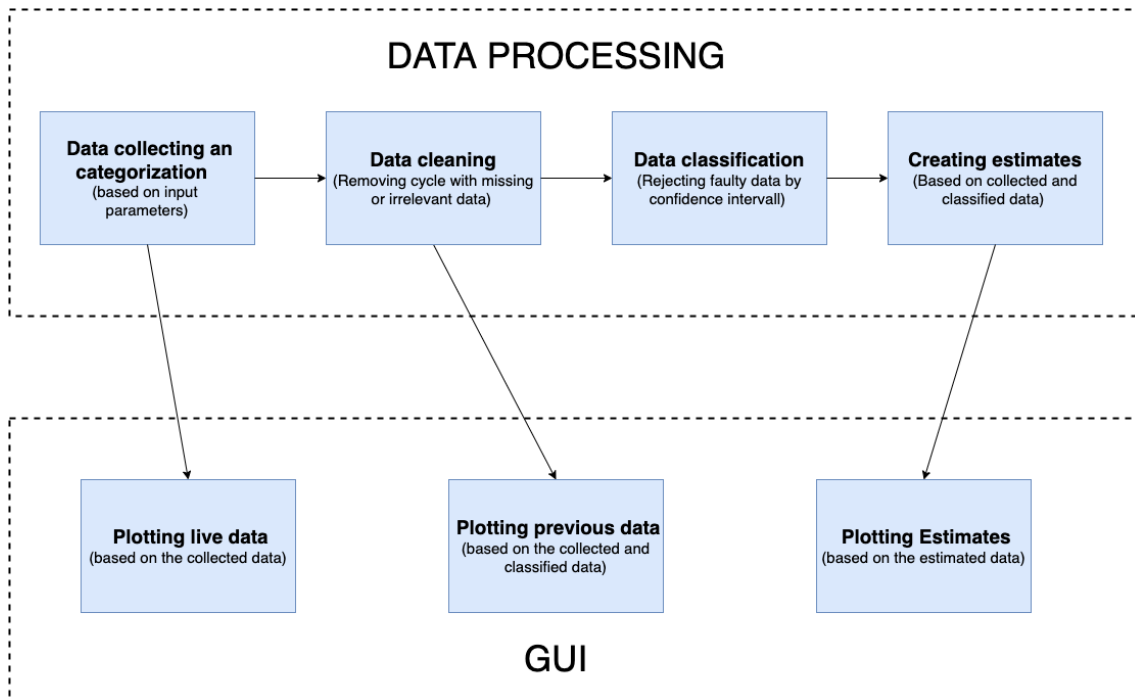 DATA PROCESSING
Data collecting an
categorization
(based on input
parameters)
Data cleaning
(Removing cycle with missing
or irrelevant data)
Data classification
(Rejecting faulty data by
confidence intervall)
Creating estimates
(Based on collected and
classified data)
Plotting live data
(based on the collected data)
Plotting previous data
(based on the collected and
classified data)
Plotting Estimates
(based on the estimated data)
GUI